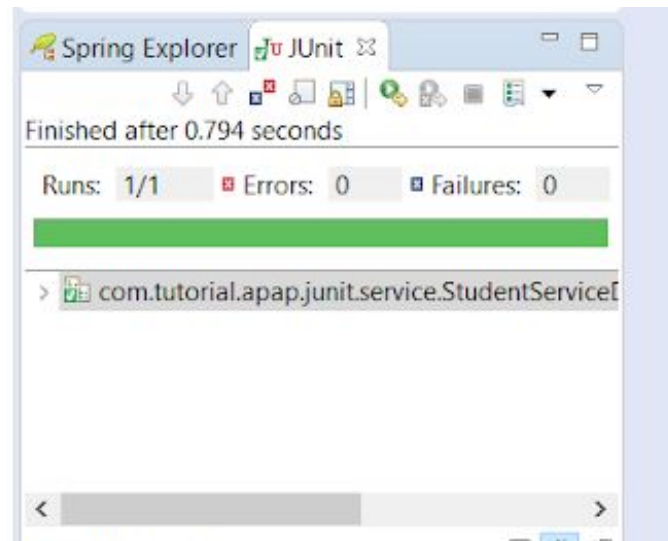 Spring Explorer JUnit
Finished after 0.794 seconds
Runs: 1/1 Errors: 0 Failures: 0
com.tutorial.apap.junit.service.StudentService